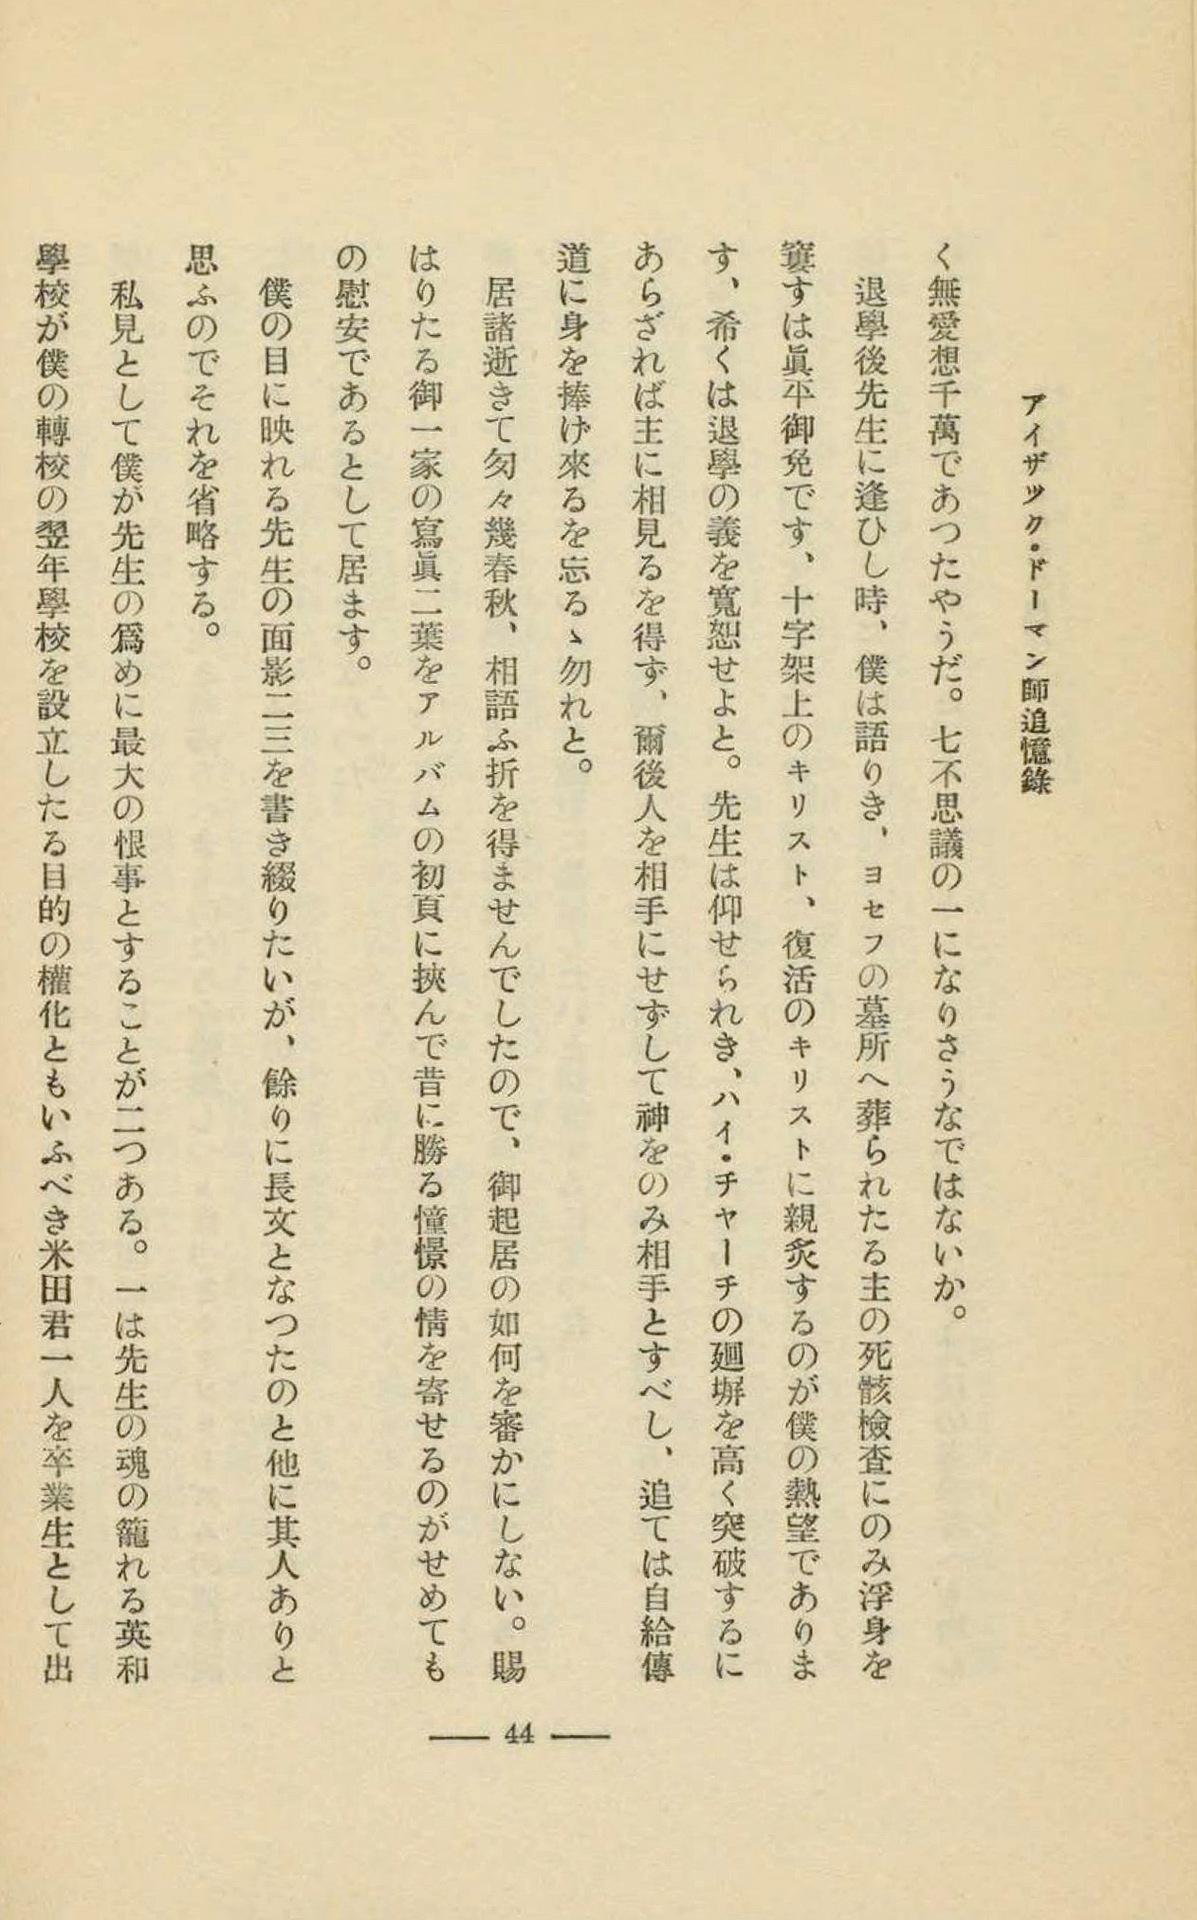 アイザツク・ドーマン師追憶錄
く無愛想千萬であつたやうだ。七不思議の一になりさうなではないか。
退學後先生に逢ひし時、僕は語りき、ヨセフの墓所へ葬られたる主の死骸檢查にのみ浮身を
窶すは眞平御免です、十字架上のキリスト、復活のキリストに親炙するのが僕の熱望でありま
す、希くは退學の義を寬恕せよと。先生は仰せられき、ハイ・チャーチの廻塀を高く突破するに
あらざれば主に相見るを得ず、爾後人を相手にせずして神をのみ相手とすべし、追ては自給傳
道に身を捧げ來るを忘るゝ勿れと。
居諸逝きて匆々幾春秋、相語ふ折を得ませんでしたので、御起居の如何を審かにしない。賜
はりたる御一家の寫眞二葉をアルバムの初頁に挾んで昔に勝る憧憬の情を寄せるのがせめても
の慰安であるとして居ます。
僕の目に映れる先生の面影二三を書き綴りたいが、餘りに長文となつたのと他に其人ありと
思ふのでそれを省略する。
私見として僕が先生の爲めに最大の恨事とすることが二つある。一は先生の魂の籠れる英和
學校が僕の轉校の翌年學校を設立したる目的の權化ともいふべき米田君一人を卒業生として出
44